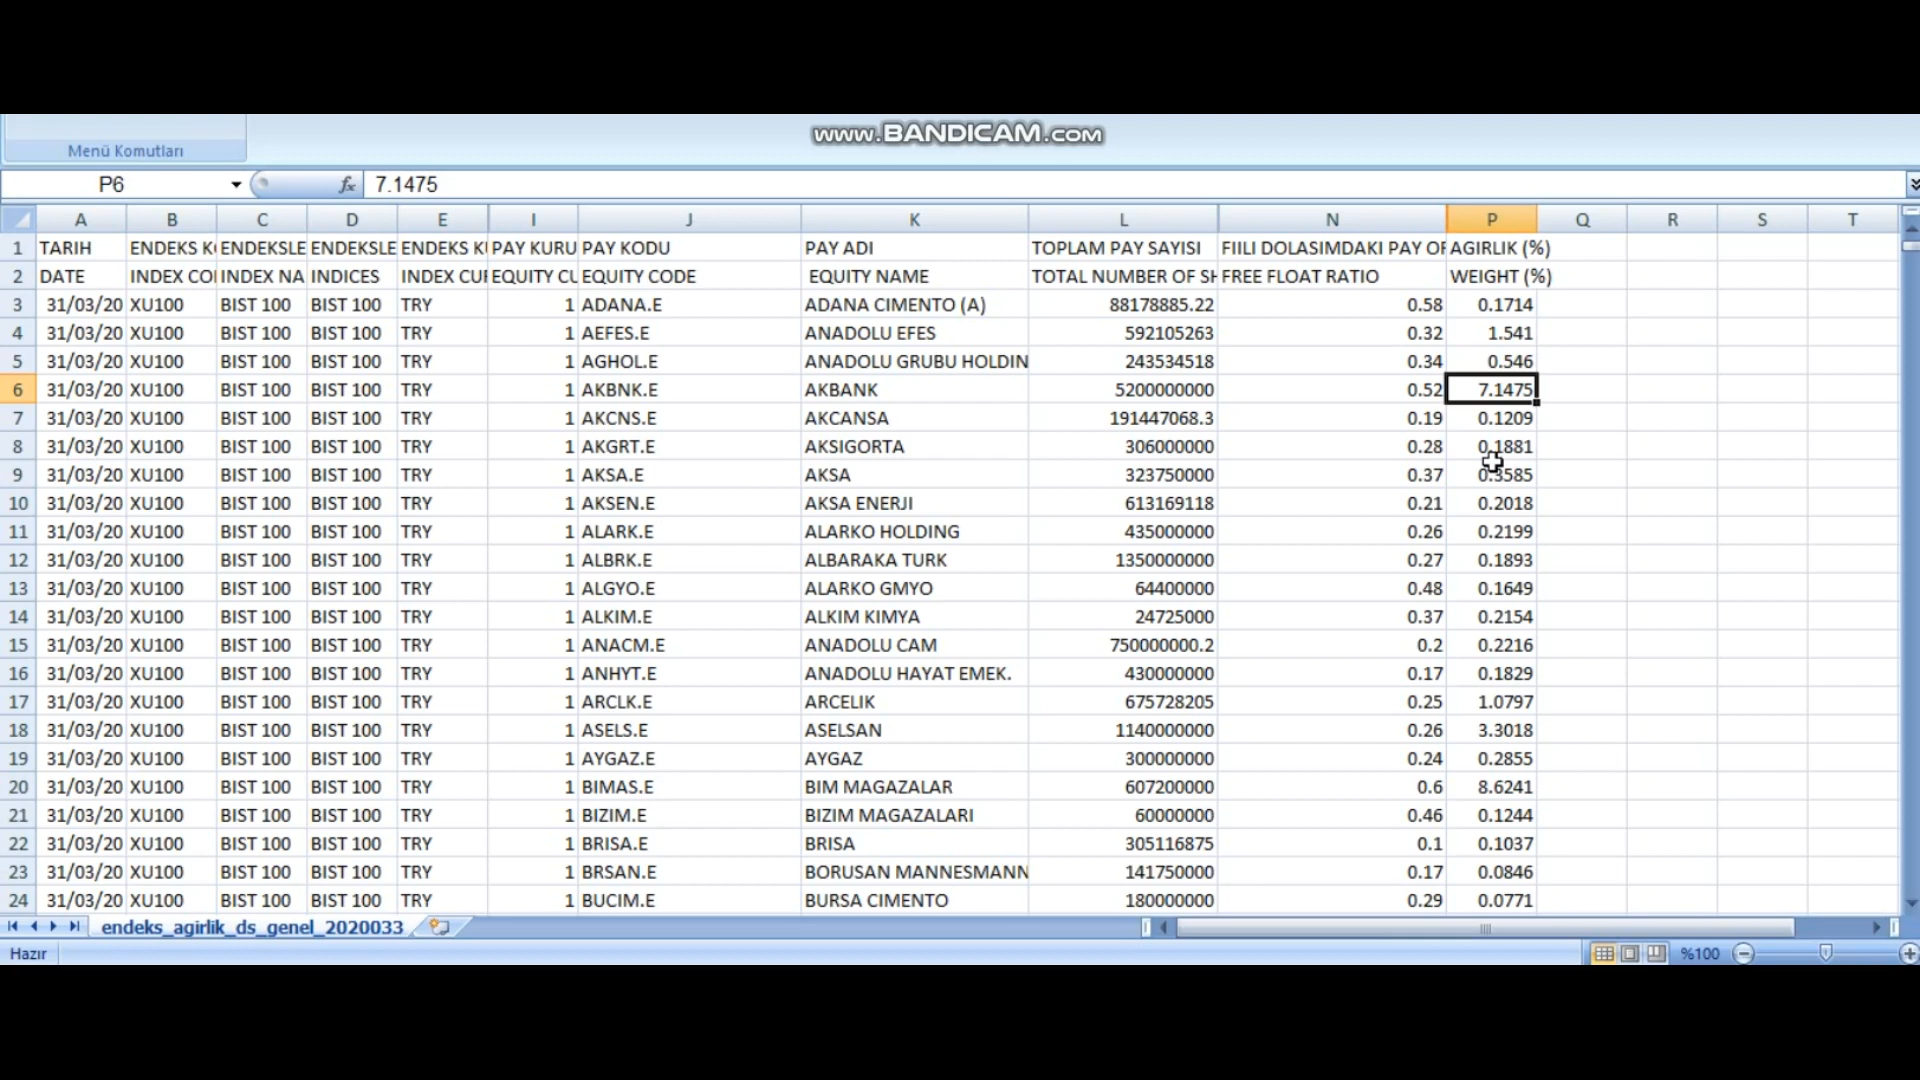 www.BANDICAM.com
Menü Komutları
P6 fx 7.1475
A B C D E I J K L N P Q R S T
1 TARIH ENDEKS K ENDEKSLE ENDEKSLE ENDEKS K PAY KURU PAY KODU PAY ADI TOPLAM PAY SAYISI FIILI DOLASIMDAKI PAY OF AGIRLIK (%)
2 DATE INDEX CO INDEX NA INDICES INDEX CU EQUITY CU EQUITY CODE EQUITY NAME TOTAL NUMBER OF SH FREE FLOAT RATIO WEIGHT (%)
3 31/03/20 XU100 BIST 100 BIST 100 TRY 1 ADANA.E ADANA CIMENTO (A) 88178885.22 0.58 0.1714
4 31/03/20 XU100 BIST 100 BIST 100 TRY 1 AEFES.E ANADOLU EFES 592105263 0.32 1.541
5 31/03/20 XU100 BIST 100 BIST 100 TRY 1 AGHOL.E ANADOLU GRUBU HOLDIN 243534518 0.34 0.546
6 31/03/20 XU100 BIST 100 BIST 100 TRY 1 AKBNK.E AKBANK 5200000000 0.52 7.1475
7 31/03/20 XU100 BIST 100 BIST 100 TRY 1 AKCNS.E AKCANSA 191447068.3 0.19 0.1209
8 31/03/20 XU100 BIST 100 BIST 100 TRY 1 AKGRT.E AKSIGORTA 306000000 0.28 0.1881
9 31/03/20 XU100 BIST 100 BIST 100 TRY 1 AKSA.E AKSA 323750000 0.37 0.3585
10 31/03/20 XU100 BIST 100 BIST 100 TRY 1 AKSEN.E AKSA ENERJI 613169118 0.21 0.2018
11 31/03/20 XU100 BIST 100 BIST 100 TRY 1 ALARK.E ALARKO HOLDING 435000000 0.26 0.2199
12 31/03/20 XU100 BIST 100 BIST 100 TRY 1 ALBRK.E ALBARAKA TURK 1350000000 0.27 0.1893
13 31/03/20 XU100 BIST 100 BIST 100 TRY 1 ALGYO.E ALARKO GMYO 64400000 0.48 0.1649
14 31/03/20 XU100 BIST 100 BIST 100 TRY 1 ALKIM.E ALKIM KIMYA 24725000 0.37 0.2154
15 31/03/20 XU100 BIST 100 BIST 100 TRY 1 ANACM.E ANADOLU CAM 750000000.2 0.2 0.2216
16 31/03/20 XU100 BIST 100 BIST 100 TRY 1 ANHYT.E ANADOLU HAYAT EMEK. 430000000 0.17 0.1829
17 31/03/20 XU100 BIST 100 BIST 100 TRY 1 ARCLK.E ARCELIK 675728205 0.25 1.0797
18 31/03/20 XU100 BIST 100 BIST 100 TRY 1 ASELS.E ASELSAN 1140000000 0.26 3.3018
19 31/03/20 XU100 BIST 100 BIST 100 TRY 1 AYGAZ.E AYGAZ 300000000 0.24 0.2855
20 31/03/20 XU100 BIST 100 BIST 100 TRY 1 BIMAS.E BIM MAGAZALAR 607200000 0.6 8.6241
21 31/03/20 XU100 BIST 100 BIST 100 TRY 1 BIZIM.E BIZIM MAGAZALARI 60000000 0.46 0.1244
22 31/03/20 XU100 BIST 100 BIST 100 TRY 1 BRISA.E BRISA 305116875 0.1 0.1037
23 31/03/20 XU100 BIST 100 BIST 100 TRY 1 BRSAN.E BORUSAN MANNESMANN 141750000 0.17 0.0846
24 31/03/20 XU100 BIST 100 BIST 100 TRY 1 BUCIM.E BURSA CIMENTO 180000000 0.29 0.0771
endeks_agirlik_ds_genel_2020033
Hazır %100